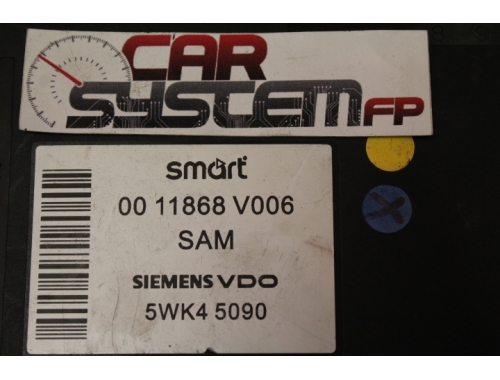 CAR
SYSTEM FP
smart
00 11868 V006
SAM
SIEMENS VDO
5WK4 5090